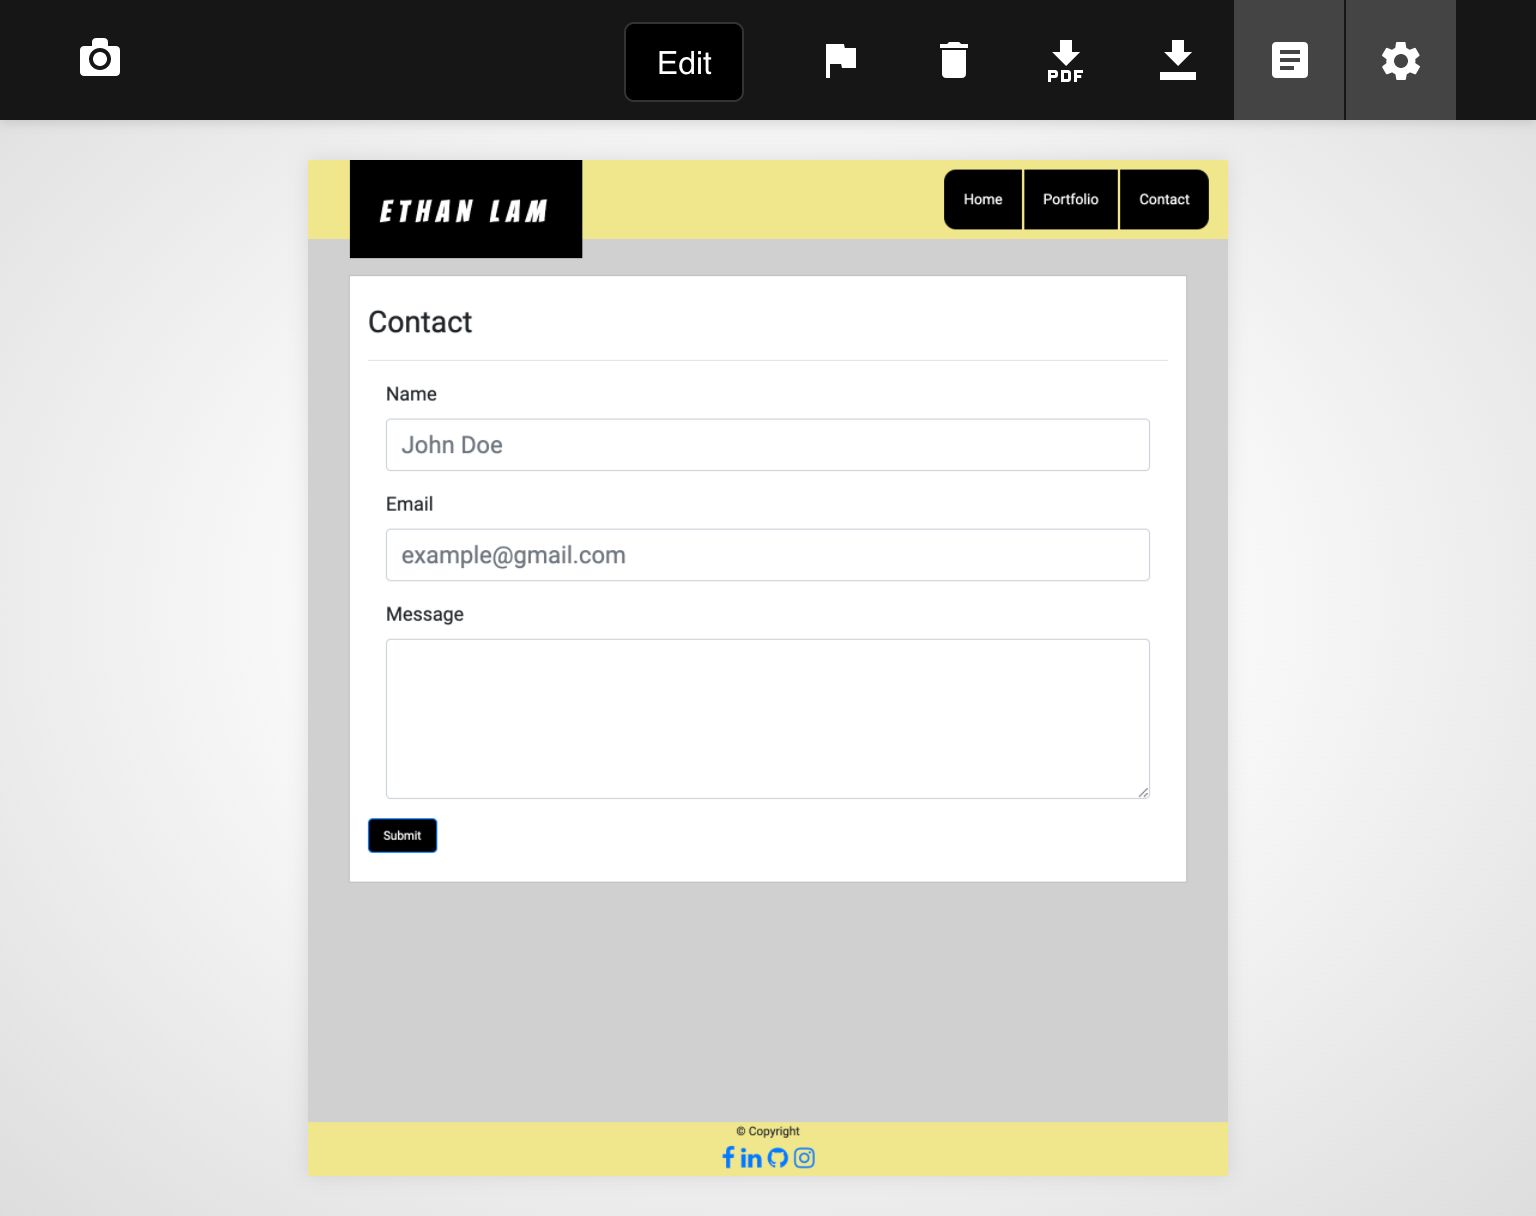 Edit
PDF
ETHAN LAM
Home Portfolio Contact
Contact
Name
John Doe
Email
example@gmail.com
Message
Submit
© Copyright